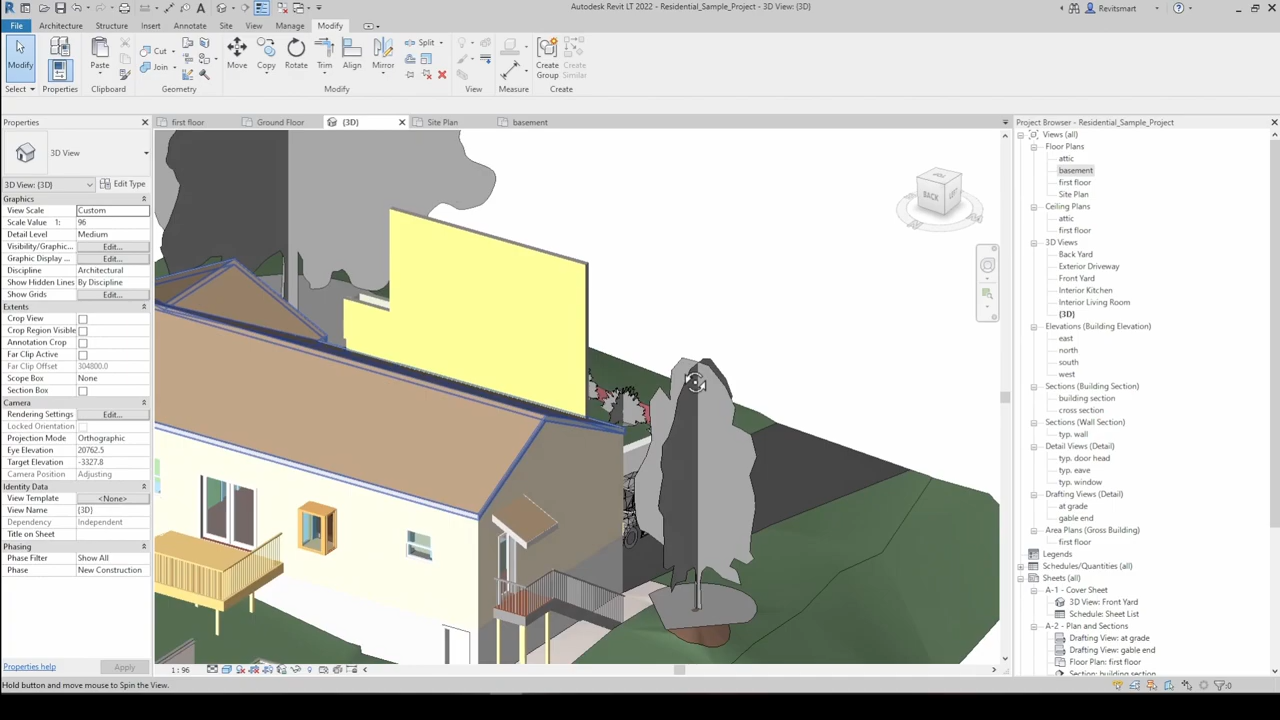 Autodesk Revit LT 2022 - Residential_Sample_Project - 3D View: {3D}
Revitsmart
File Architecture Structure Insert Annotate Site View Manage Modify
Modify
Select
Properties
Paste
Clipboard
Cut
Join
Geometry
Move Copy Rotate Trim Align Mirror
Split
Modify
View
Measure
Create Group
Create Similar
Create
Properties
first floor Ground Floor {3D} Site Plan basement
Project Browser - Residential_Sample_Project
3D View
3D View: {3D} Edit Type
Graphics
View Scale Custom
Scale Value 1: 96
Detail Level Medium
Visibility/Graphic... Edit...
Graphic Display ... Edit...
Discipline Architectural
Show Hidden Lines By Discipline
Show Grids Edit...
Extents
Crop View
Crop Region Visible
Annotation Crop
Far Clip Active
Far Clip Offset 304800.0
Scope Box None
Section Box
Camera
Rendering Settings Edit...
Locked Orientation
Projection Mode Orthographic
Eye Elevation 20762.5
Target Elevation -3327.8
Camera Position Adjusting
Identity Data
View Template <None>
View Name {3D}
Dependency Independent
Title on Sheet
Phasing
Phase Filter Show All
Phase New Construction
Properties help Apply
BACK
LEFT
Views (all)
Floor Plans
attic
basement
first floor
Site Plan
Ceiling Plans
attic
first floor
3D Views
Back Yard
Exterior Driveway
Front Yard
Interior Kitchen
Interior Living Room
{3D}
Elevations (Building Elevation)
east
north
south
west
Sections (Building Section)
building section
cross section
Sections (Wall Section)
typ. wall
Detail Views (Detail)
typ. door head
typ. eave
typ. window
Drafting Views (Detail)
at grade
gable end
Area Plans (Gross Building)
first floor
Legends
Schedules/Quantities (all)
Sheets (all)
A-1 - Cover Sheet
3D View: Front Yard
Schedule: Sheet List
A-2 - Plan and Sections
Drafting View: at grade
Drafting View: gable end
Floor Plan: first floor
Section: building section
1 : 96
Hold button and move mouse to Spin the View.
:0